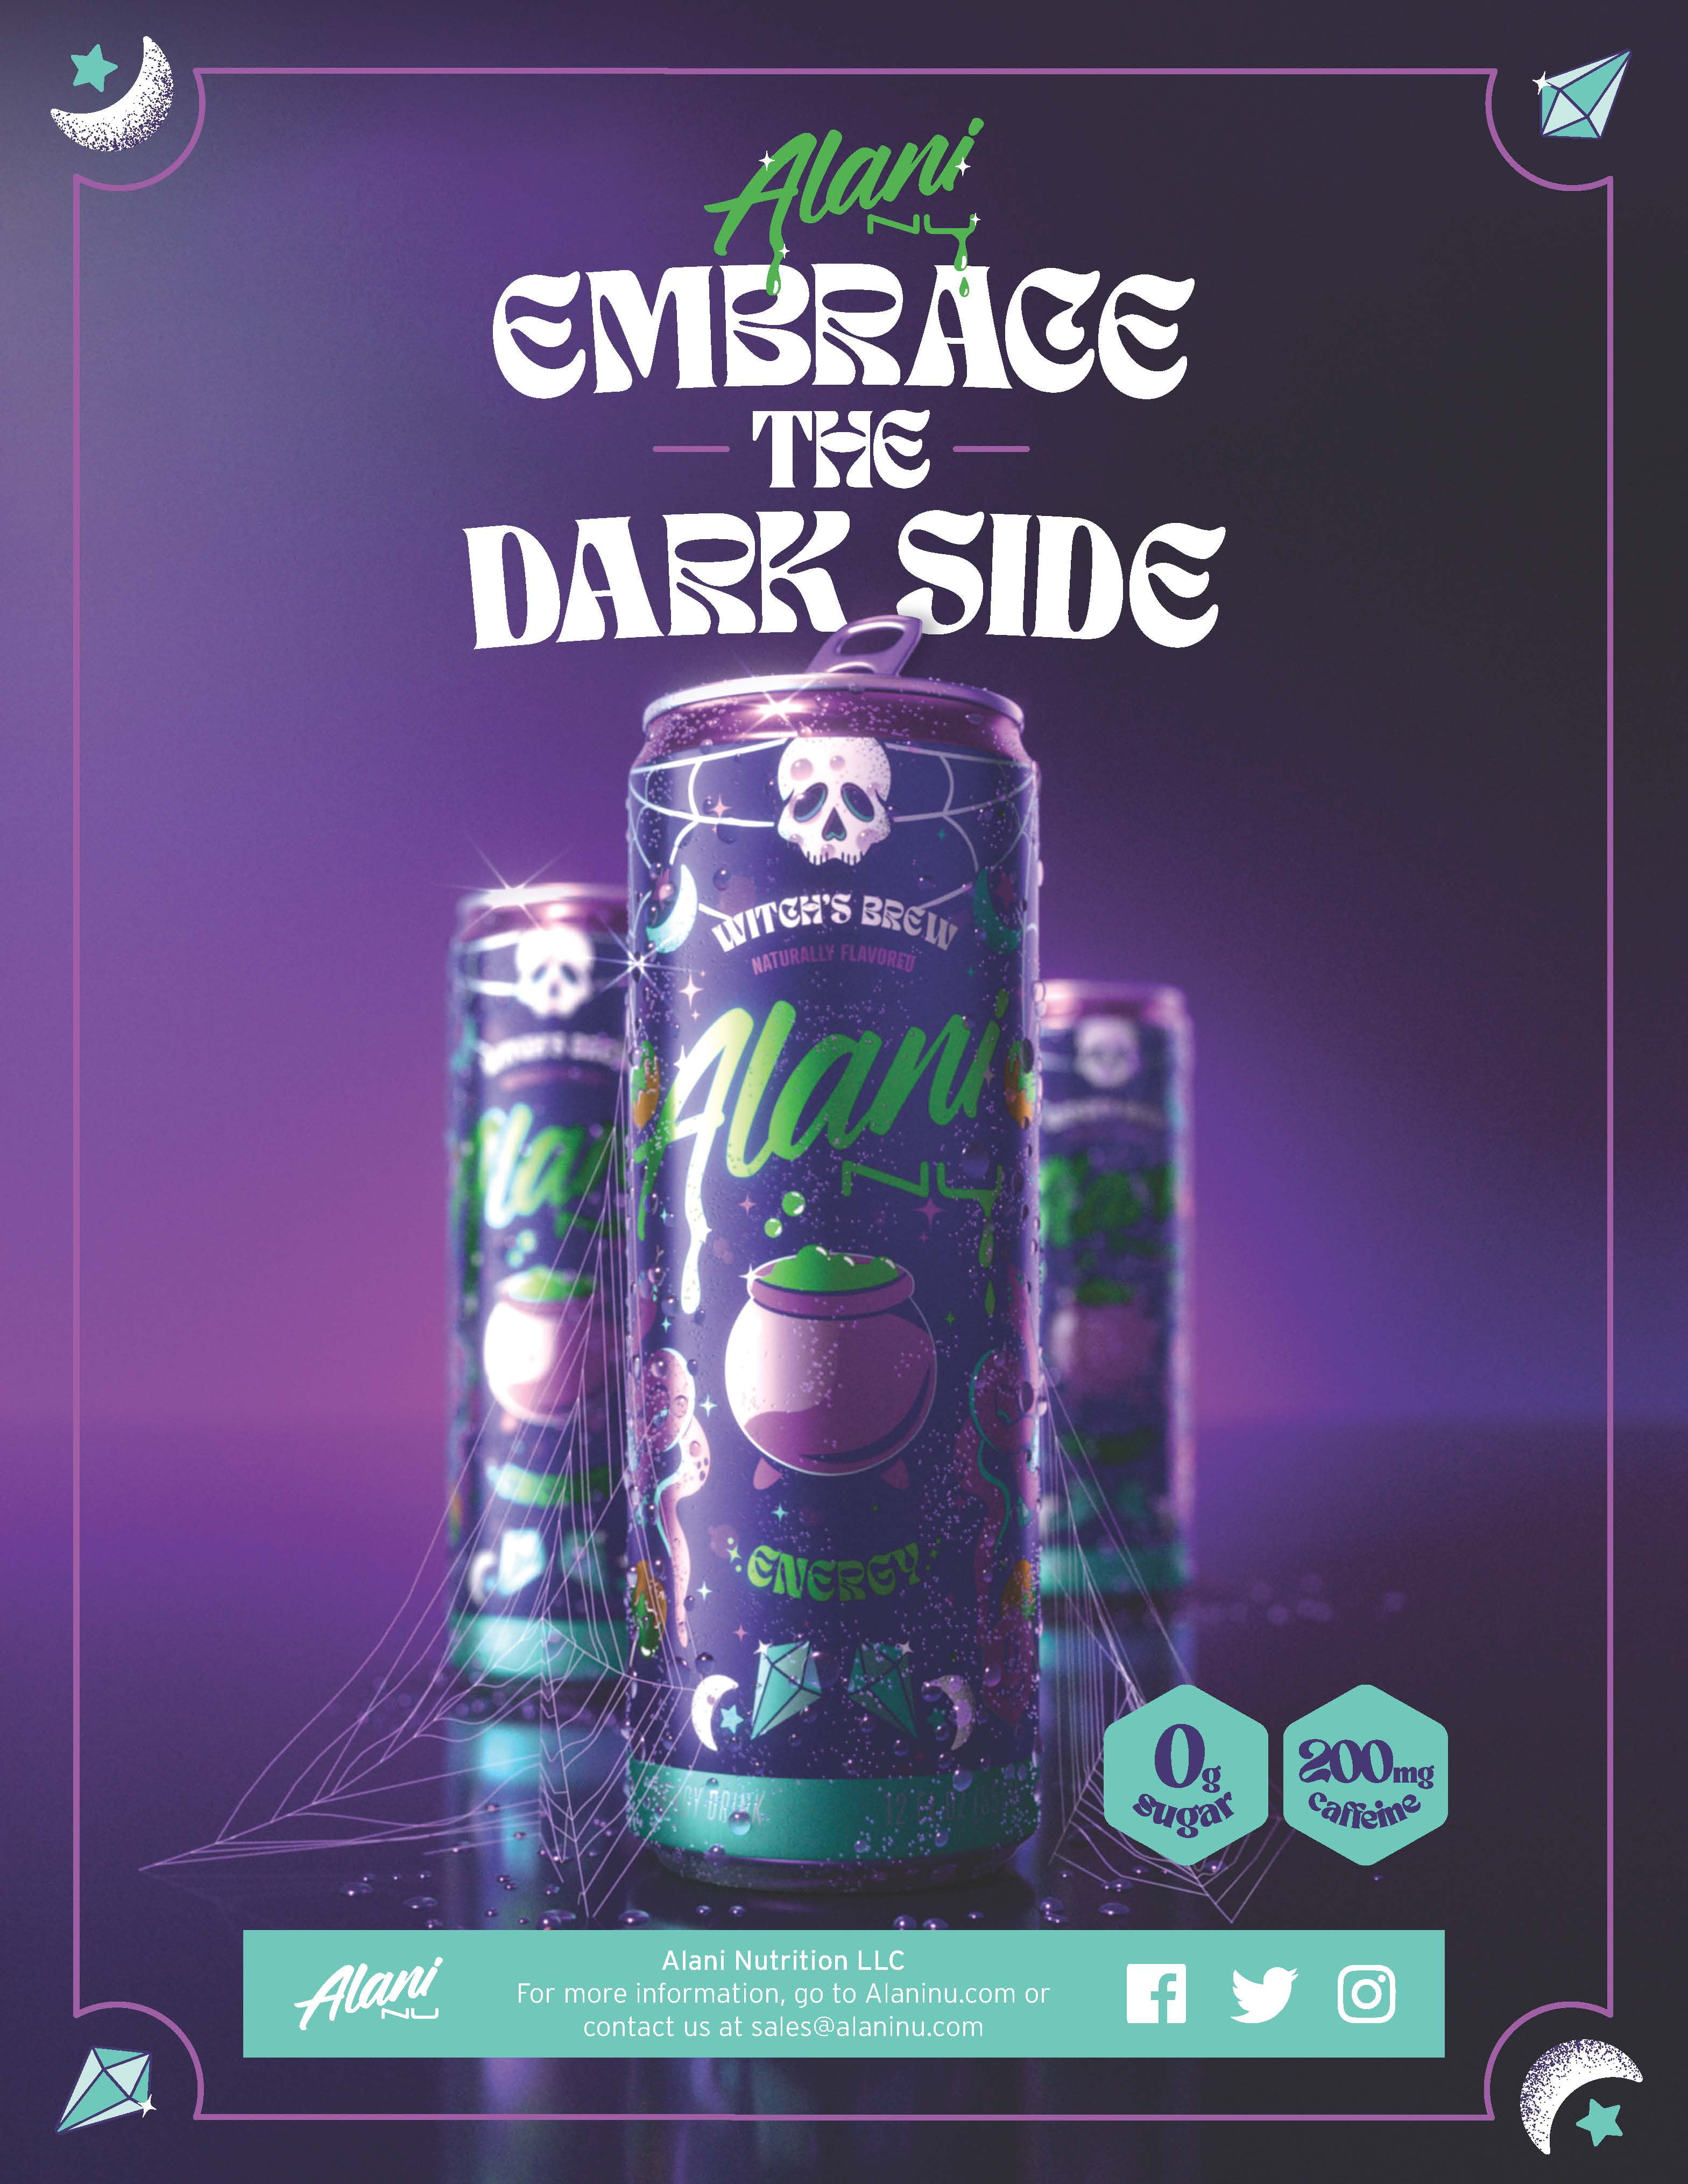 Alani
NU
EMBRACE
THE
DARK SIDE
WITCH'S BREW
NATURALLY FLAVORED
Alani
NU
ENERGY
0g
sugar
200mg
caffeine
Alani
NU
Alani Nutrition LLC
For more information, go to Alaninu.com or
contact us at sales@alaninu.com